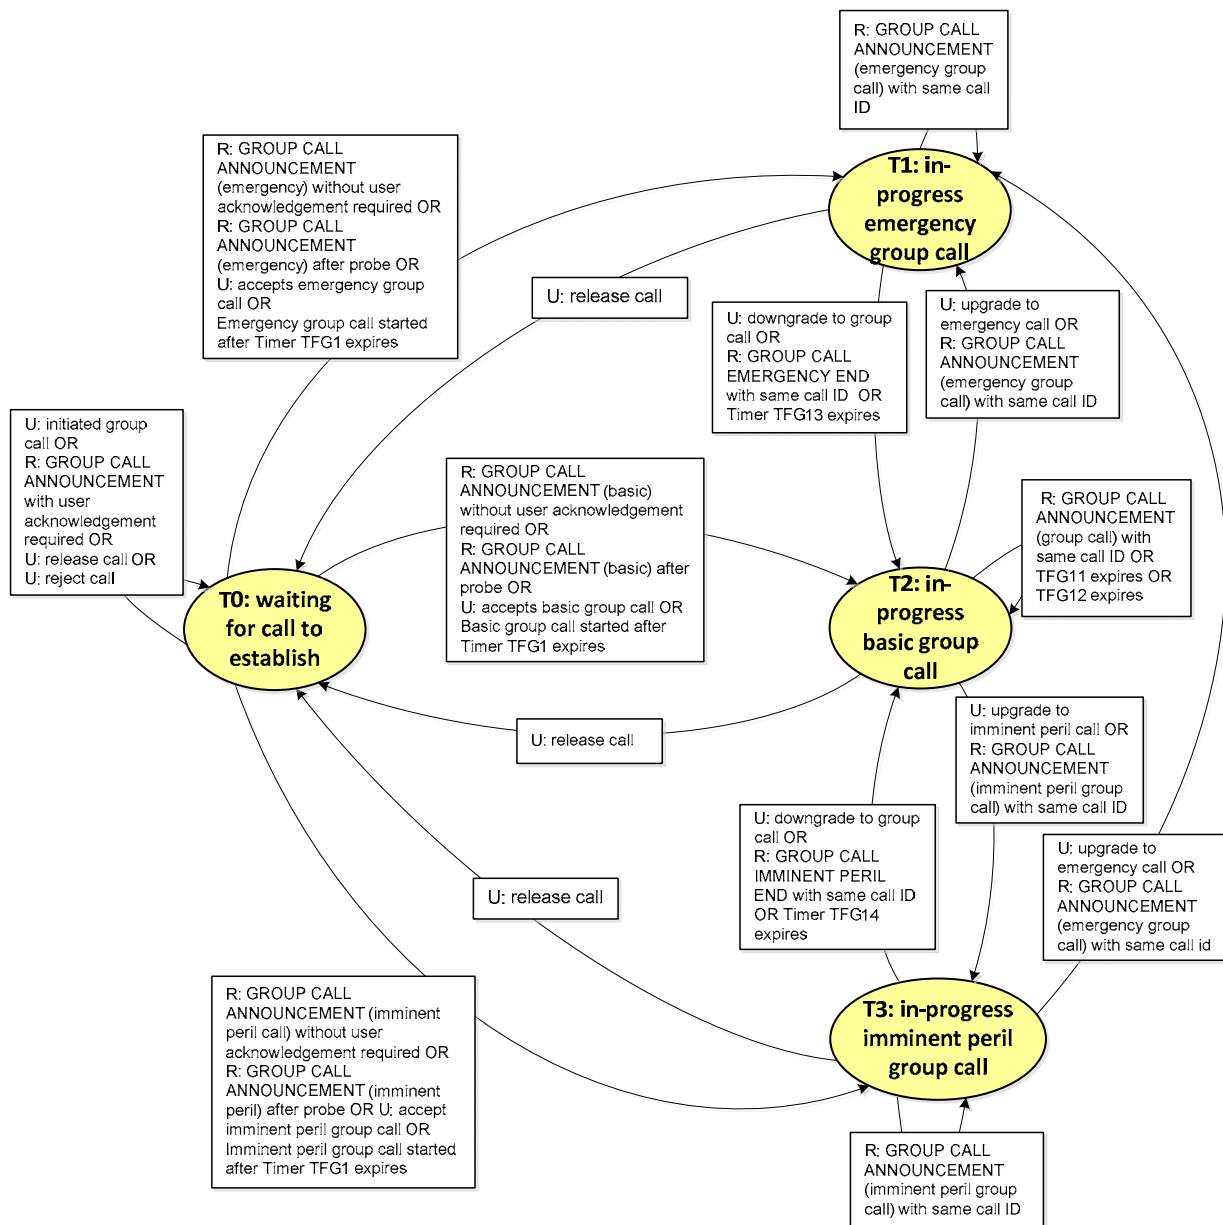 R: GROUP CALL
ANNOUNCEMENT
(emergency group
call) with same call
ID
T1: in-
progress
emergency
group call
R: GROUP CALL
ANNOUNCEMENT
(emergency) without user
acknowledgement required OR
R: GROUP CALL
ANNOUNCEMENT
(emergency) after probe OR
U: accepts emergency group
call OR
Emergency group call started
after Timer TFG1 expires
U: release call
U: downgrade to group
call OR
R: GROUP CALL
EMERGENCY END
with same call ID OR
Timer TFG13 expires
U: upgrade to
emergency call OR
R: GROUP CALL
ANNOUNCEMENT
(emergency group
call) with same call ID
U: initiated group
call OR
R: GROUP CALL
ANNOUNCEMENT
with user
acknowledgement
required OR
U: release call OR
U: reject call
T0: waiting
for call to
establish
R: GROUP CALL
ANNOUNCEMENT (basic)
without user acknowledgement
required OR
R: GROUP CALL
ANNOUNCEMENT (basic) after
probe OR
U: accepts basic group call OR
Basic group call started after
Timer TFG1 expires
R: GROUP CALL
ANNOUNCEMENT
(group call) with
same call ID OR
TFG11 expires OR
TFG12 expires
T2: in-
progress
basic group
call
U: release call
U: upgrade to
imminent peril call OR
R: GROUP CALL
ANNOUNCEMENT
(imminent peril group
call) with same call ID
U: downgrade to group
call OR
R: GROUP CALL
IMMINENT PERIL
END with same call ID
OR Timer TFG14
expires
U: upgrade to
emergency call OR
R: GROUP CALL
ANNOUNCEMENT
(emergency group
call) with same call id
U: release call
R: GROUP CALL
ANNOUNCEMENT (imminent
peril call) without user
acknowledgement required OR
R: GROUP CALL
ANNOUNCEMENT (imminent
peril) after probe OR U: accept
imminent peril group call OR
Imminent peril group call started
after Timer TFG1 expires
T3: in-progress
imminent peril
group call
R: GROUP CALL
ANNOUNCEMENT
(imminent peril group
call) with same call ID